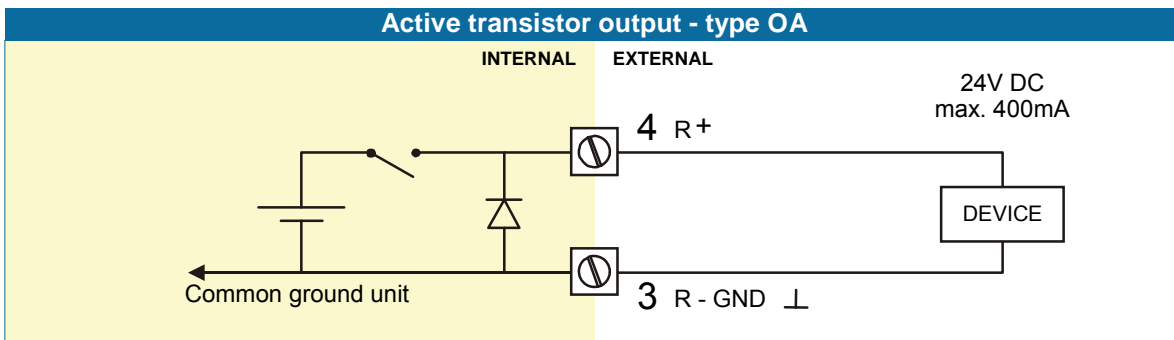 Active transistor output - type OA
INTERNAL EXTERNAL
24V DC
max. 400mA
4 R+
DEVICE
Common ground unit
3 R - GND ⊥